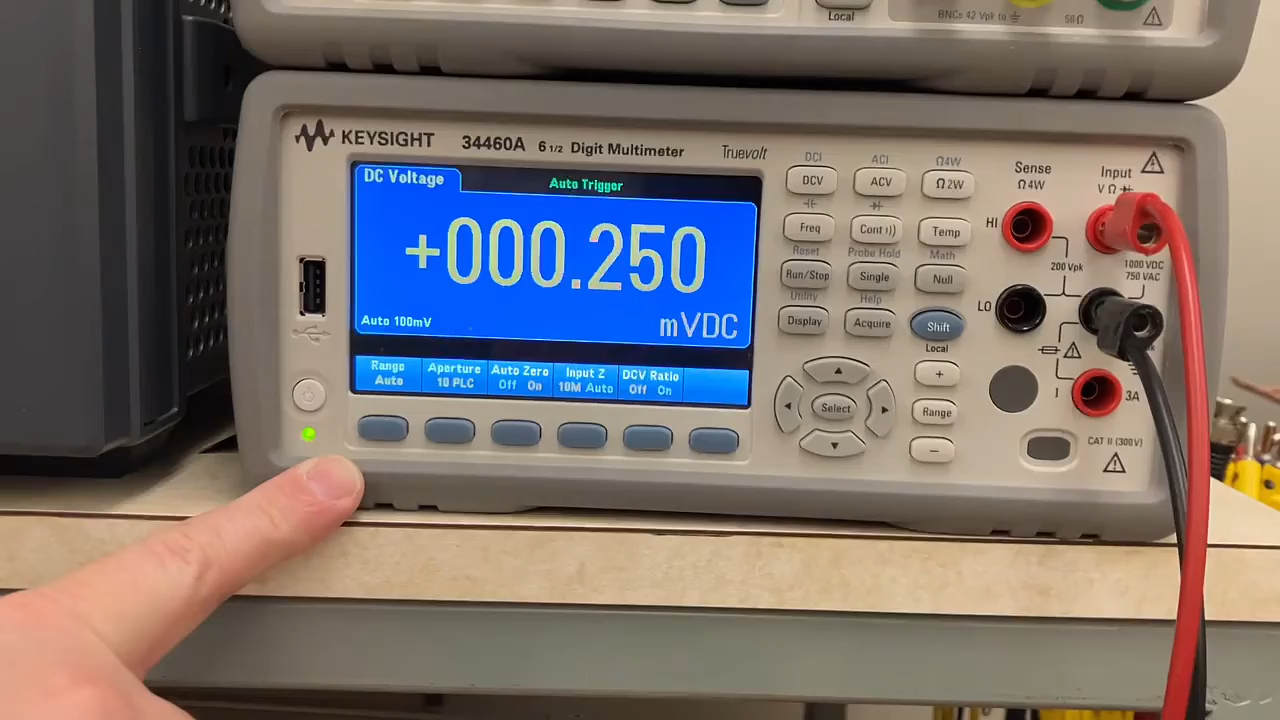 Local
BNCs 42 Vpk to
50Ω
KEYSIGHT 34460A 6 1/2 Digit Multimeter Truevolt
DC Voltage
Auto Trigger
+000.250
mVDC
Auto 100mV
Range
Auto
Aperture
10 PLC
Auto Zero
Off On
Input Z
10M Auto
DCV Ratio
Off On
DCI
ACI
Ω4W
DCV
ACV
Ω2W
Freq
Cont
Temp
Reset
Probe Hold
Math
Run/Stop
Single
Null
Utility
Help
Display
Acquire
Shift
Local
+
Select
Range
−
Sense
Ω4W
Input
VΩ
HI
200 Vpk
1000 VDC
750 VAC
LO
I
3A
CAT II (300V)